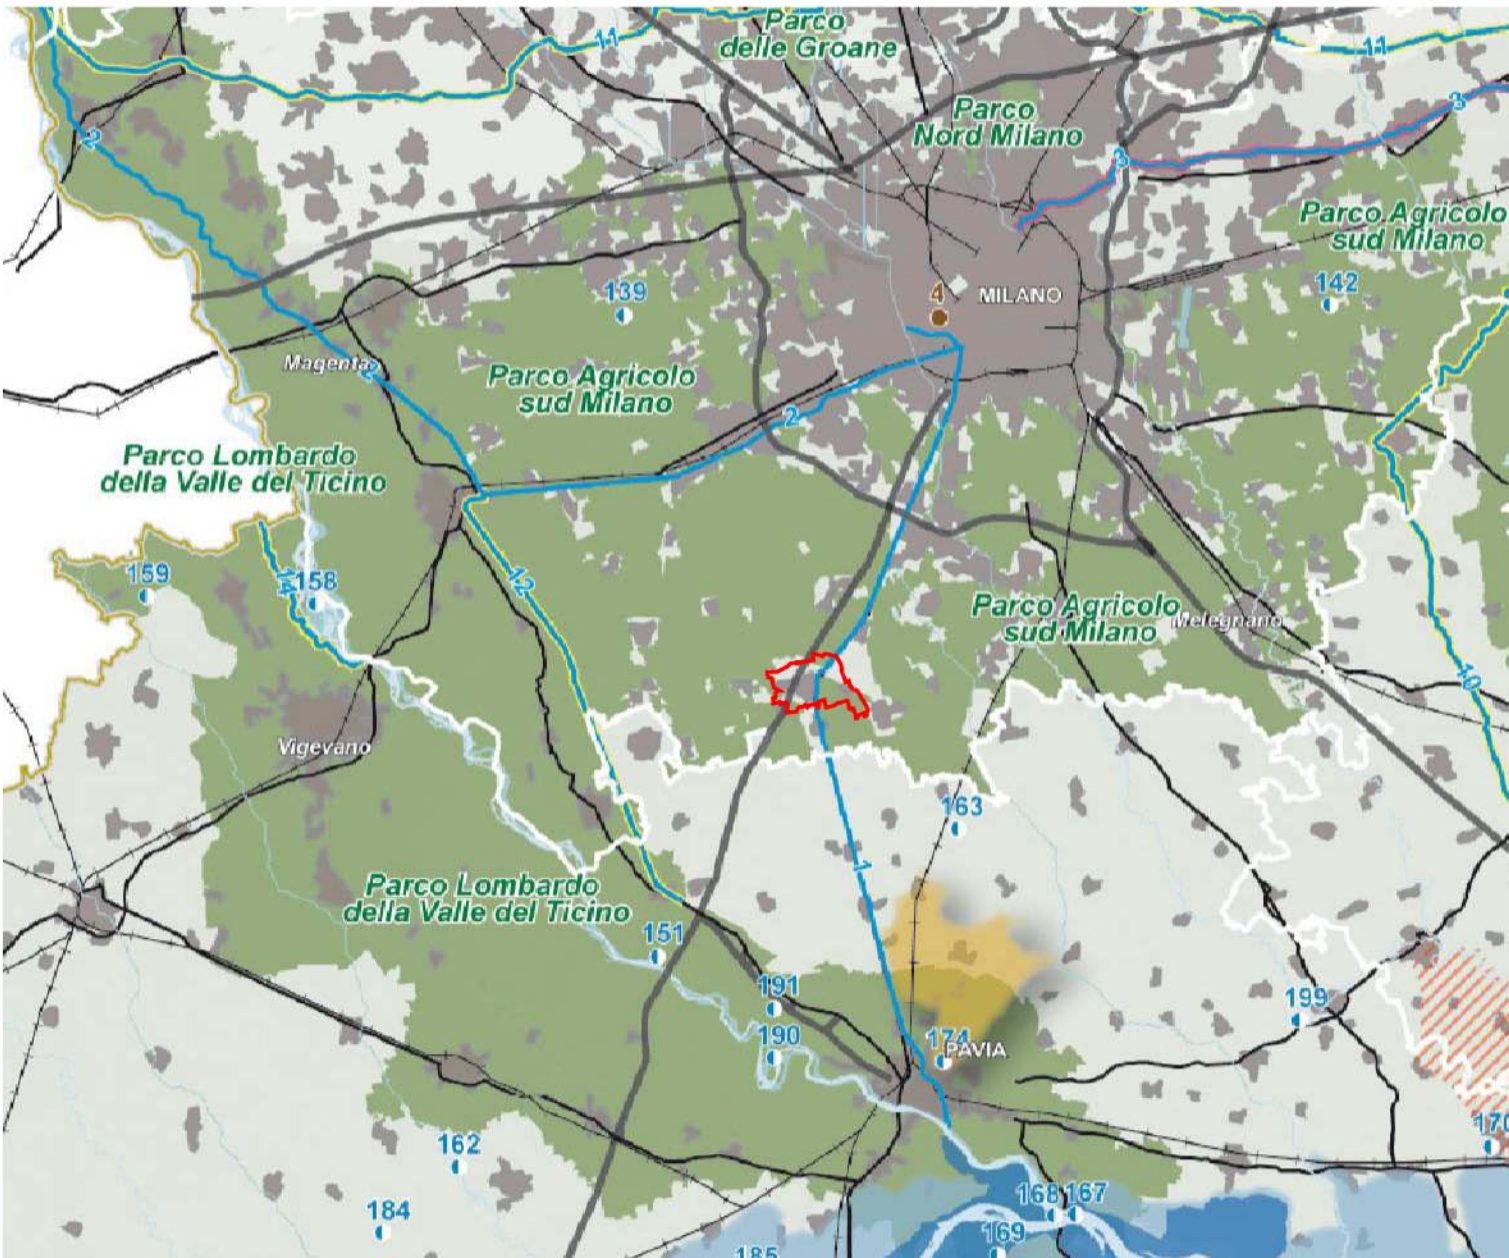 Parco
delle Groane
11
11
Parco
Nord Milano
3
3
2
Parco Agricolo
sud Milano
139
4
MILANO
142
Magenta
2
Parco Agricolo
sud Milano
2
Parco Lombardo
della Valle del Ticino
159
14
158
12
Parco Agricolo
sud Milano
Melegnano
10
Vigevano
163
1
Parco Lombardo
della Valle del Ticino
151
191
199
190
174
PAVIA
170
162
184
168
167
169
185